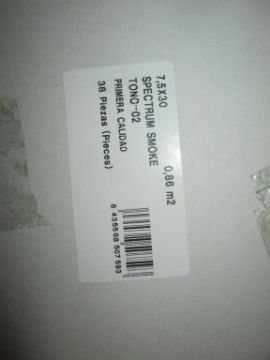 7,5X30 0,86 m2
SPECTRUM SMOKE
TONO-02
PRIMERA CALIDAD
38 Piezas (Pieces)
8 435568 507593